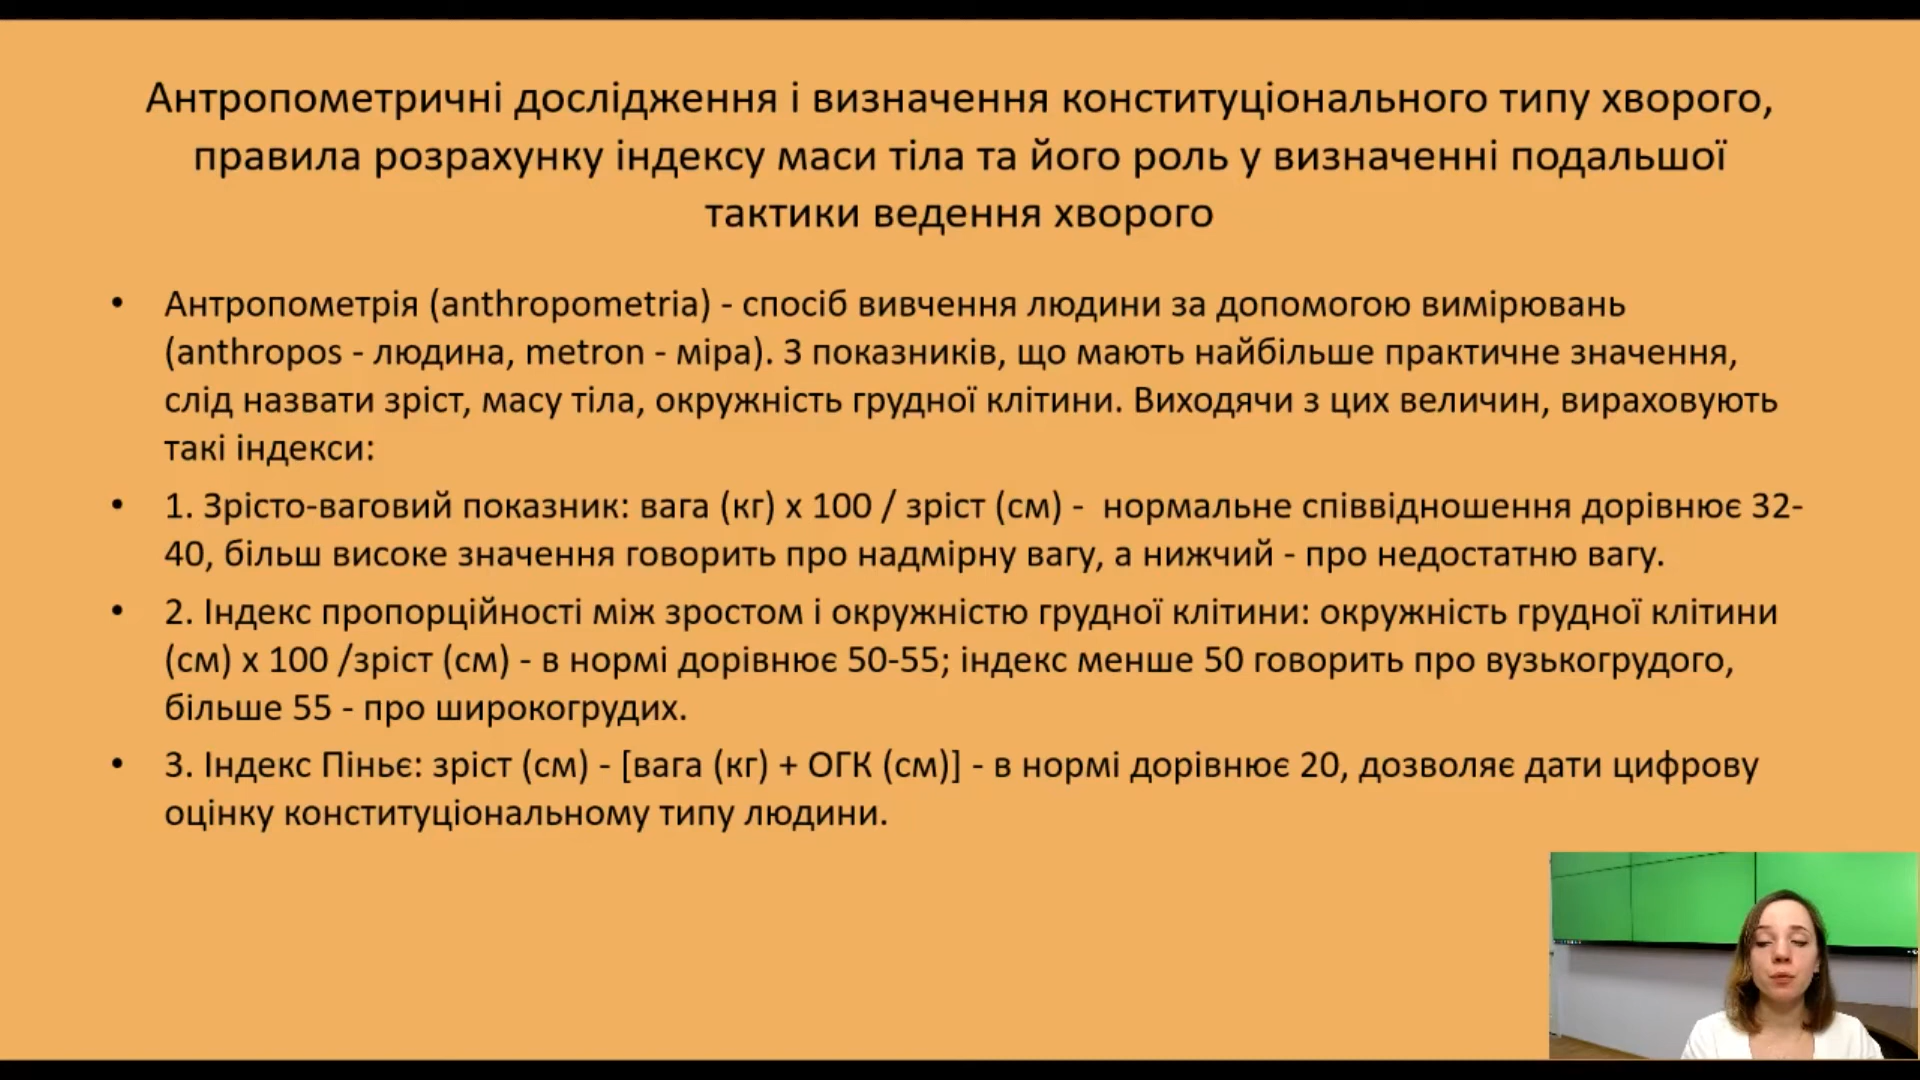 Антропометричні дослідження і визначення конституціонального типу хворого,
правила розрахунку індексу маси тіла та його роль у визначенні подальшої
тактики ведення хворого
• Антропометрія (anthropometria) - спосіб вивчення людини за допомогою вимірювань
(anthropos - людина, metron - міра). З показників, що мають найбільше практичне значення,
слід назвати зріст, масу тіла, окружність грудної клітини. Виходячи з цих величин, вираховують
такі індекси:
• 1. Зрісто-ваговий показник: вага (кг) х 100 / зріст (см) - нормальне співвідношення дорівнює 32-
40, більш високе значення говорить про надмірну вагу, а нижчий - про недостатню вагу.
• 2. Індекс пропорційності між зростом і окружністю грудної клітини: окружність грудної клітини
(см) х 100 /зріст (см) - в нормі дорівнює 50-55; індекс менше 50 говорить про вузькогрудого,
більше 55 - про широкогрудих.
• 3. Індекс Піньє: зріст (см) - [вага (кг) + ОГК (см)] - в нормі дорівнює 20, дозволяє дати цифрову
оцінку конституціональному типу людини.